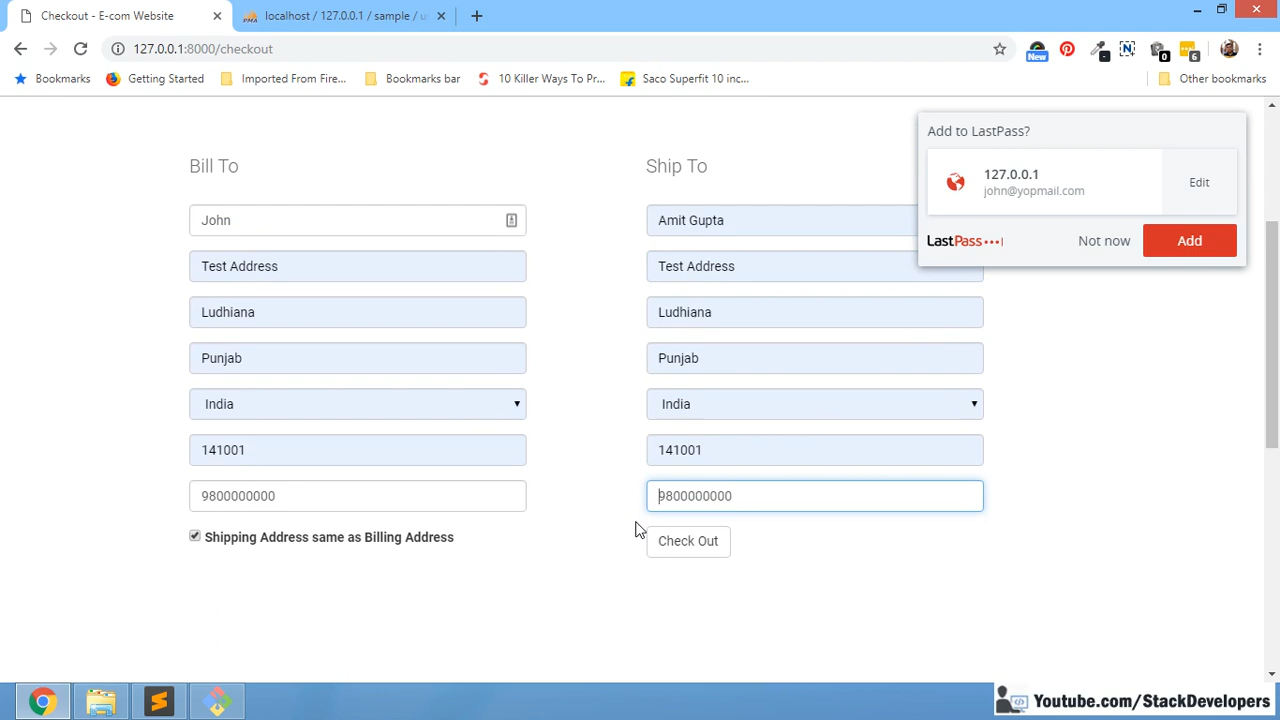 Checkout - E-com Website
localhost / 127.0.0.1 / sample / u
127.0.0.1:8000/checkout
New
0
6
Bookmarks
Getting Started
Imported From Fire...
Bookmarks bar
10 Killer Ways To Pr...
Saco Superfit 10 inc...
Other bookmarks
Add to LastPass?
127.0.0.1
john@yopmail.com
Edit
LastPass
Not now
Add
Bill To
John
Test Address
Ludhiana
Punjab
India
141001
9800000000
Shipping Address same as Billing Address
Ship To
Amit Gupta
Test Address
Ludhiana
Punjab
India
141001
9800000000
Check Out
Youtube.com/StackDevelopers